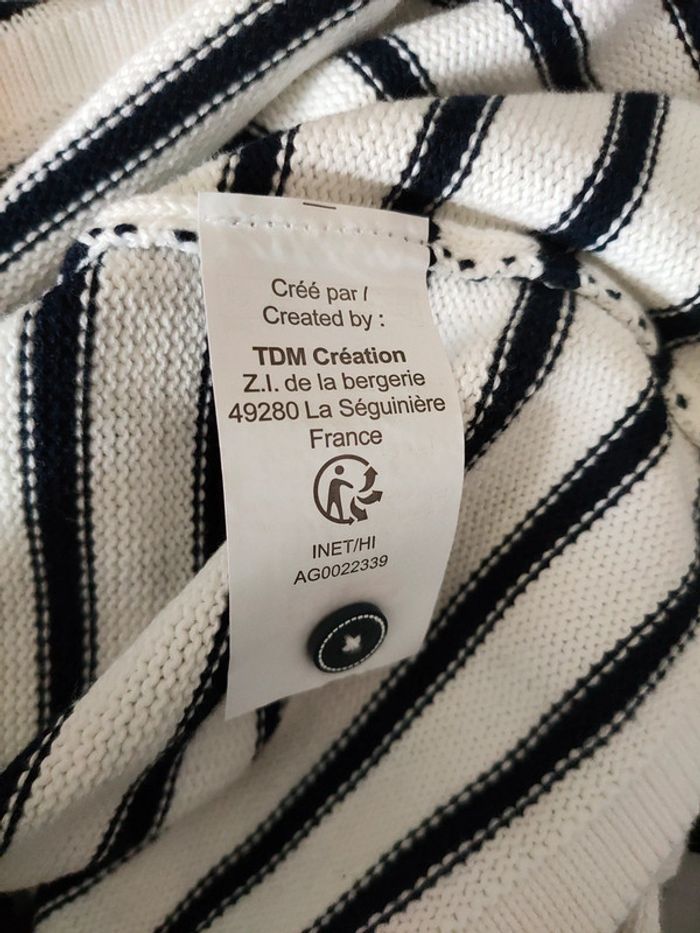 Créé par /
Created by :
TDM Création
Z.I. de la bergerie
49280 La Séguinière
France
INET/HI
AG0022339